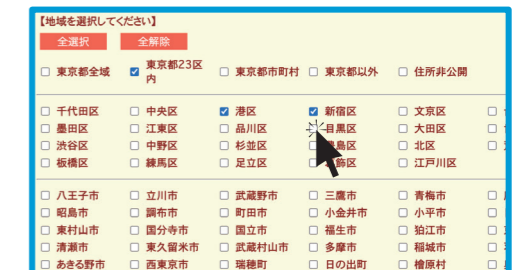 【地域を選択してください】
全選択 全解除
東京都全域 東京都23区内 東京都市町村 東京都以外 住所非公開
千代田区 中央区 港区 新宿区 文京区
墨田区 江東区 品川区 目黒区 大田区
渋谷区 中野区 杉並区 島区 北区
板橋区 練馬区 足立区 飾区 江戸川区
八王子市 立川市 武蔵野市 三鷹市 青梅市
昭島市 調布市 町田市 小金井市 小平市
東村山市 国分寺市 国立市 福生市 狛江市
清瀬市 東久留米市 武蔵村山市 多摩市 稲城市
あきる野市 西東京市 瑞穂町 日の出町 檜原村